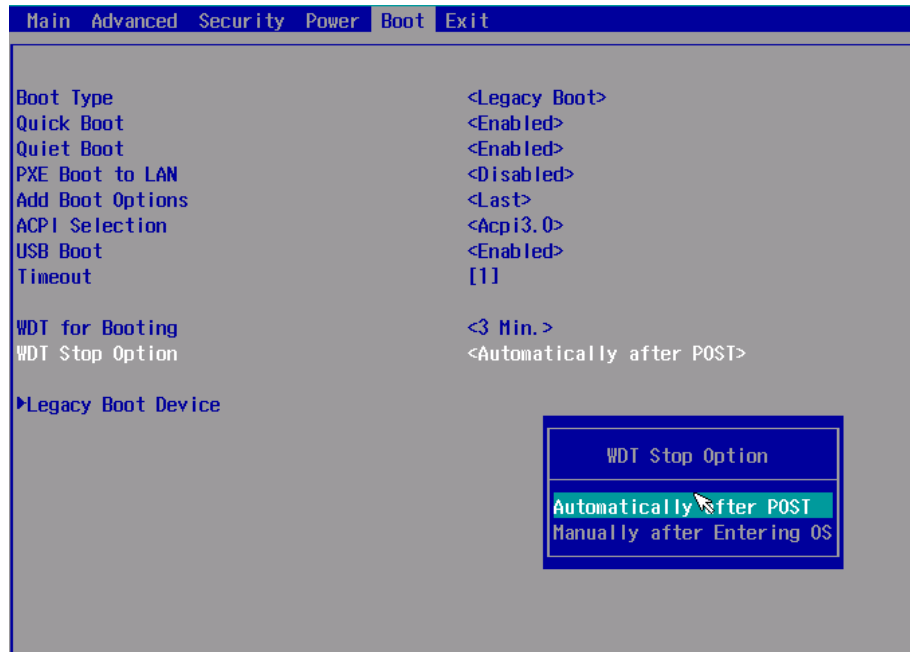 Main Advanced Security Power Boot Exit
Boot Type <Legacy Boot>
Quick Boot <Enabled>
Quiet Boot <Enabled>
PXE Boot to LAN <Disabled>
Add Boot Options <Last>
ACPI Selection <Acpi3.0>
USB Boot <Enabled>
Timeout [1]
WDT for Booting <3 Min.>
WDT Stop Option <Automatically after POST>
Legacy Boot Device
WDT Stop Option
Automatically after POST
Manually after Entering OS